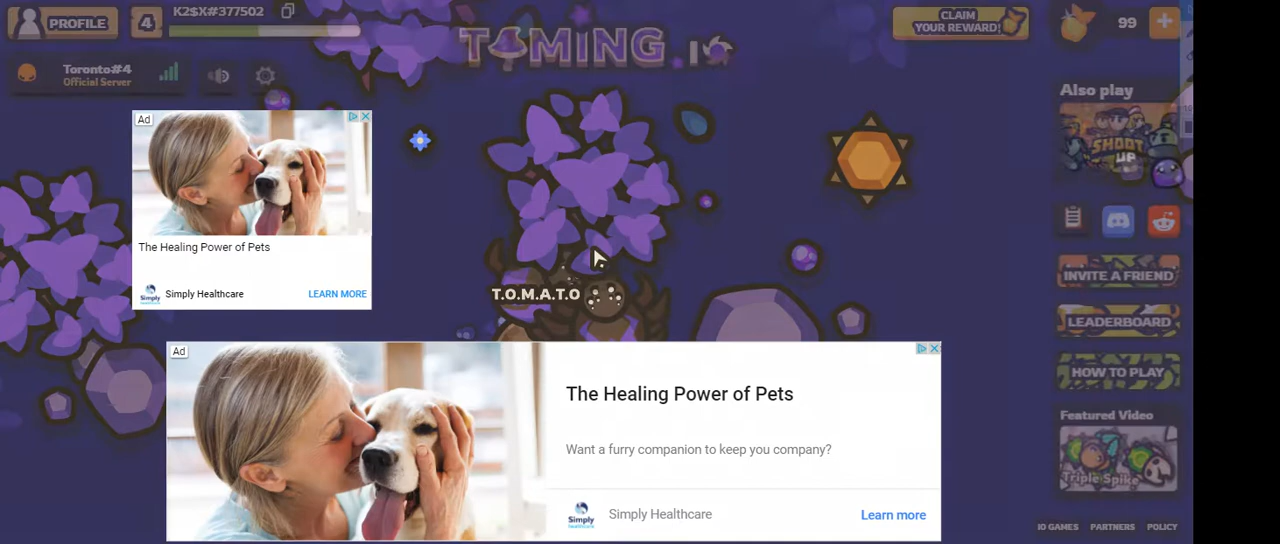 PROFILE
4
K2$X#377502
TAMING.IO
CLAIM
YOUR REWARD!
99
Toronto#4
Official Server
Also play
SHOOT
UP
Ad
The Healing Power of Pets
Simply
Simply Healthcare
LEARN MORE
T.O.M.A.T.O
INVITE A FRIEND
LEADERBOARD
HOW TO PLAY
Ad
The Healing Power of Pets
Want a furry companion to keep you company?
Simply
Simply Healthcare
Learn more
Featured Video
Triple Spike
IO GAMES
PARTNERS
POLICY